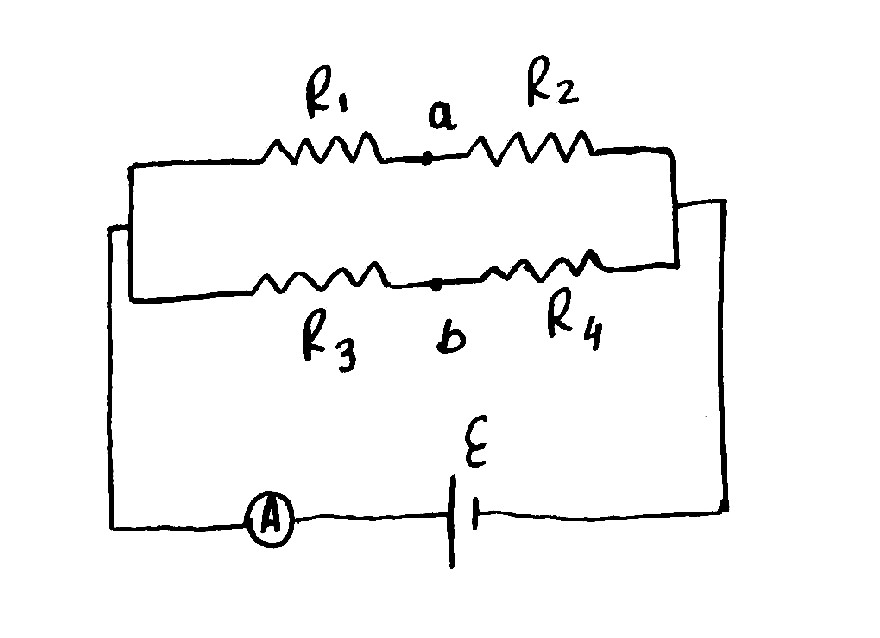 R1 a R2
R3 b R4
ε
A